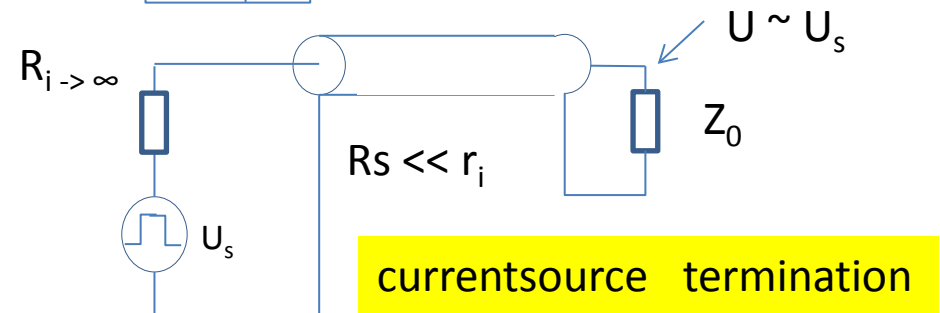 U ~ Us
Ri -> ∞
Z0
Rs << ri
Us
currentsource termination